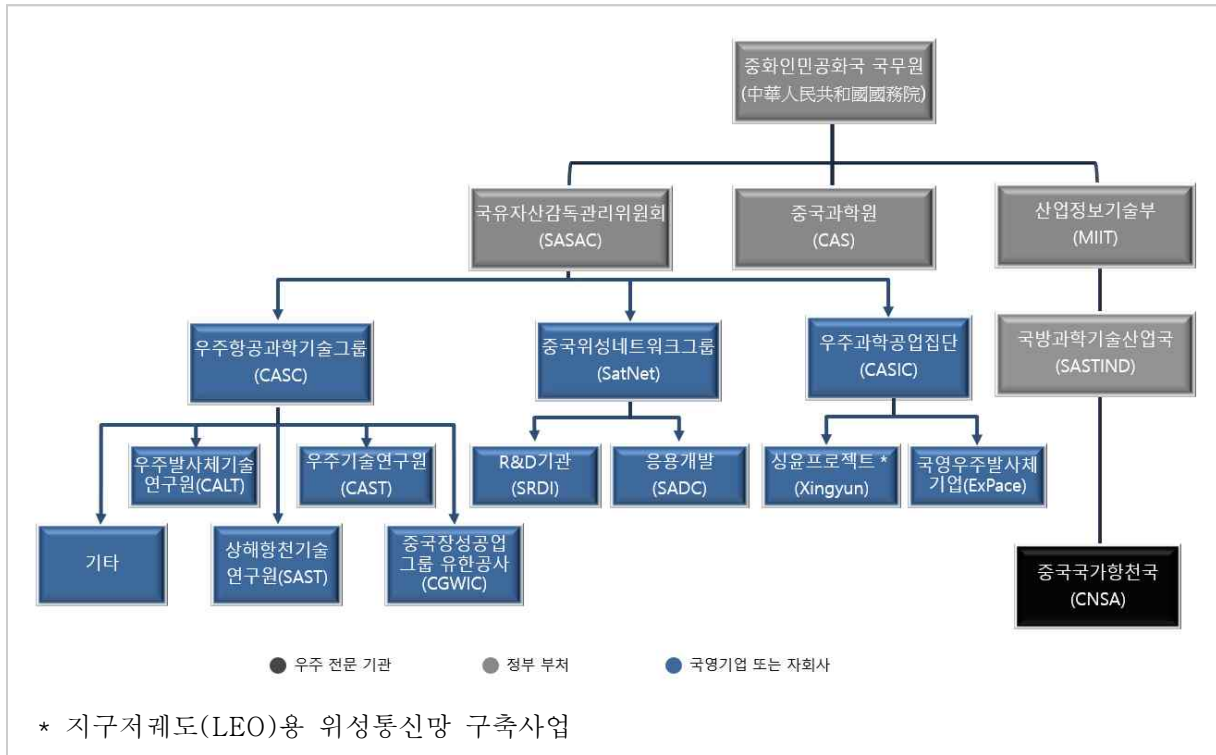 중화인민공화국 국무원
(中華人民共和國國務院)
국유자산감독관리위원회
(SASAC)
중국과학원
(CAS)
산업정보기술부
(MIIT)
우주항공과학기술그룹
(CASC)
중국위성네트워크그룹
(SatNet)
우주과학공업집단
(CASIC)
국방과학기술산업국
(SASTIND)
우주발사체기술
연구원(CALT)
우주기술연구원
(CAST)
R&D기관
(SRDI)
응용개발
(SADC)
싱윤프로젝트 *
(Xingyun)
국영우주발사체
기업(ExPace)
기타
상해항천기술
연구원(SAST)
중국장성공업
그룹 유한공사
(CGWIC)
중국국가항천국
(CNSA)
우주 전문 기관
정부 부처
국영기업 또는 자회사
* 지구저궤도(LEO)용 위성통신망 구축사업